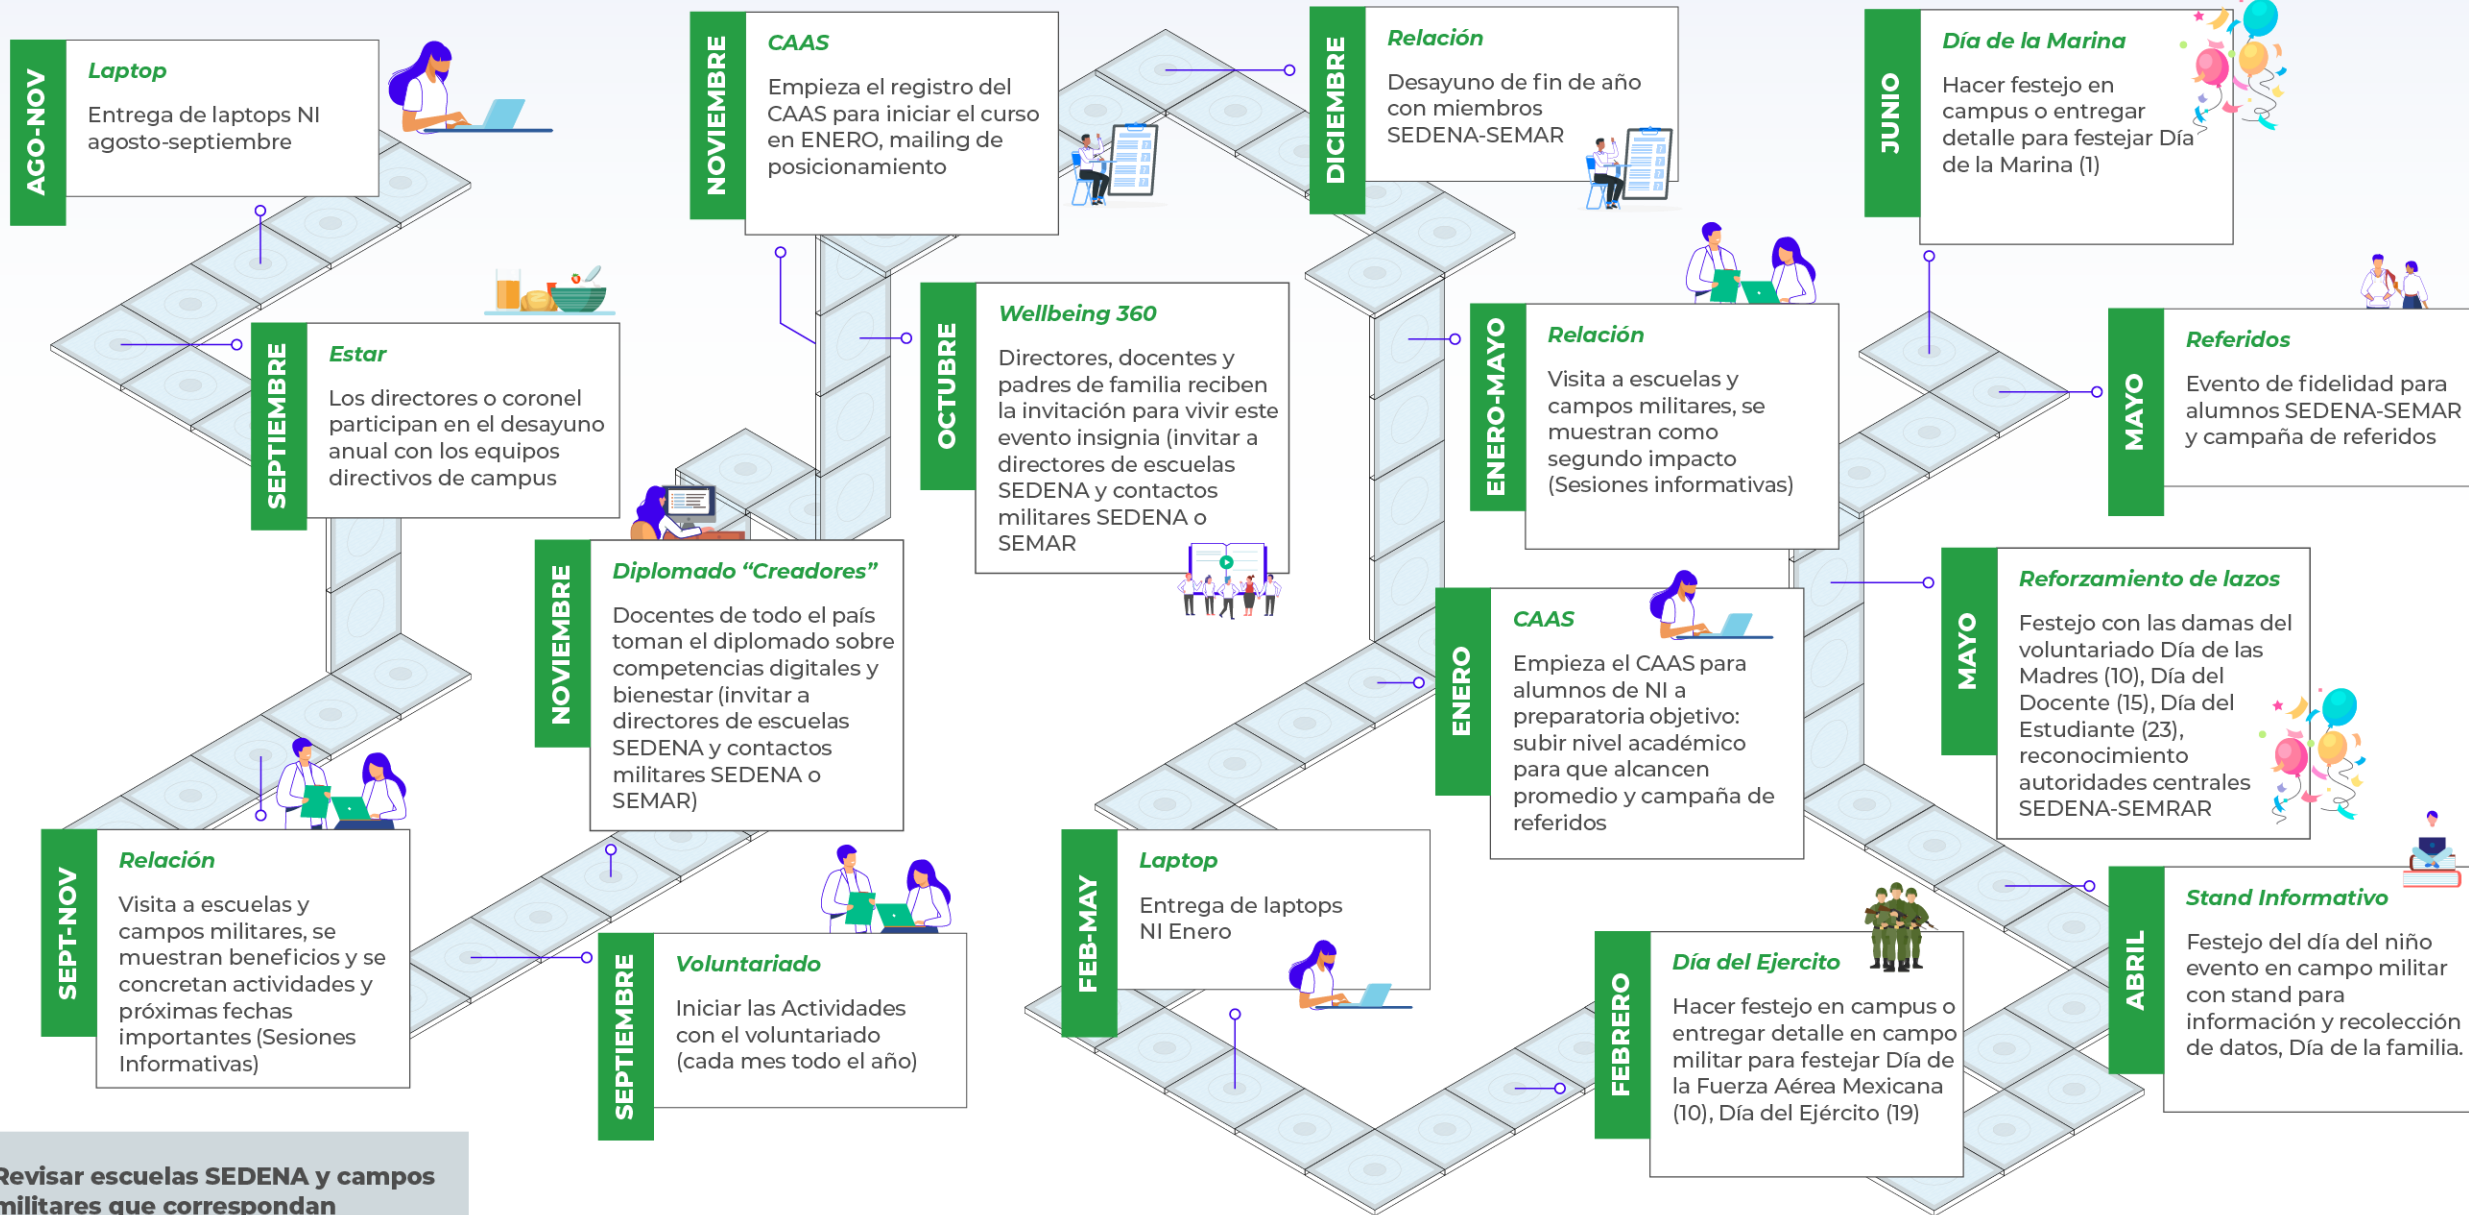 AGO-NOV
Laptop
Entrega de laptops NI
agosto-septiembre
SEPTIEMBRE
Estar
Los directores o coronel
participan en el desayuno
anual con los equipos
directivos de campus
SEPT-NOV
Relación
Visita a escuelas y
campos militares, se
muestran beneficios y se
concretan actividades y
próximas fechas
importantes (Sesiones
Informativas)
SEPTIEMBRE
Voluntariado
Iniciar las Actividades
con el voluntariado
(cada mes todo el año)
NOVIEMBRE
Diplomado “Creadores”
Docentes de todo el país
toman el diplomado sobre
competencias digitales y
bienestar (invitar a
directores de escuelas
SEDENA y contactos
militares SEDENA o
SEMAR)
OCTUBRE
Wellbeing 360
Directores, docentes y
padres de familia reciben
la invitación para vivir este
evento insignia (invitar a
directores de escuelas
SEDENA y contactos
militares SEDENA o
SEMAR
NOVIEMBRE
CAAS
Empieza el registro del
CAAS para iniciar el curso
en ENERO, mailing de
posicionamiento
DICIEMBRE
Relación
Desayuno de fin de año
con miembros
SEDENA-SEMAR
ENERO-MAYO
Relación
Visita a escuelas y
campos militares, se
muestran como
segundo impacto
(Sesiones informativas)
ENERO
CAAS
Empieza el CAAS para
alumnos de NI a
preparatoria objetivo:
subir nivel académico
para que alcancen
promedio y campaña de
referidos
FEB-MAY
Laptop
Entrega de laptops
NI Enero
FEBRERO
Día del Ejercito
Hacer festejo en campus o
entregar detalle en campo
militar para festejar Día de
la Fuerza Aérea Mexicana
(10), Día del Ejército (19)
ABRIL
Stand Informativo
Festejo del día del niño
evento en campo militar
con stand para
información y recolección
de datos, Día de la familia.
MAYO
Reforzamiento de lazos
Festejo con las damas del
voluntariado Día de las
Madres (10), Día del
Docente (15), Día del
Estudiante (23),
reconocimiento
autoridades centrales
SEDENA-SEMRAR
MAYO
Referidos
Evento de fidelidad para
alumnos SEDENA-SEMAR
y campaña de referidos
JUNIO
Día de la Marina
Hacer festejo en
campus o entregar
detalle para festejar Día
de la Marina (1)
Revisar escuelas SEDENA y campos
militares que correspondan